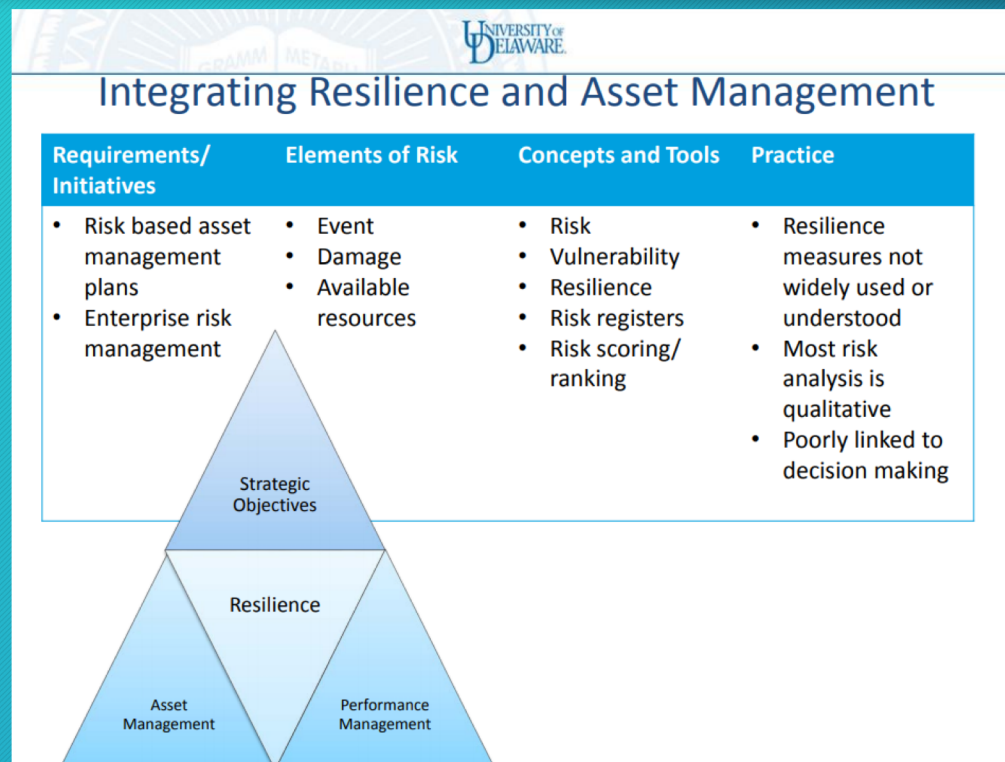 UNIVERSITY OF
DELAWARE.
GRAMM METARU
Integrating Resilience and Asset Management
Requirements/
Initiatives
Elements of Risk
Concepts and Tools
Practice
• Risk based asset
management
plans
• Enterprise risk
management
• Event
• Damage
• Available
resources
• Risk
• Vulnerability
• Resilience
• Risk registers
• Risk scoring/
ranking
• Resilience
measures not
widely used or
understood
• Most risk
analysis is
qualitative
• Poorly linked to
decision making
Strategic
Objectives
Resilience
Asset
Management
Performance
Management